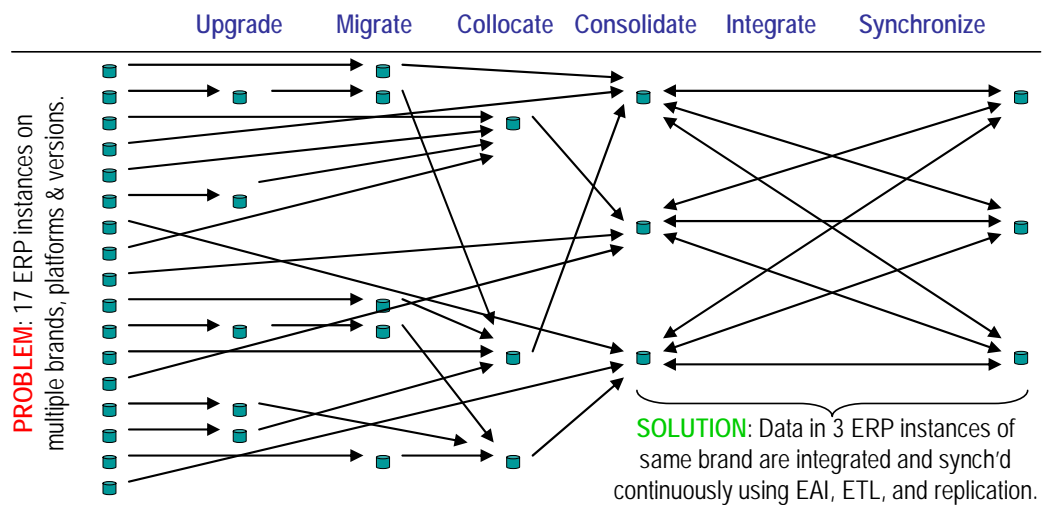 Upgrade Migrate Collocate Consolidate Integrate Synchronize
PROBLEM: 17 ERP instances on
multiple brands, platforms & versions.
SOLUTION: Data in 3 ERP instances of
same brand are integrated and synch'd
continuously using EAI, ETL, and replication.